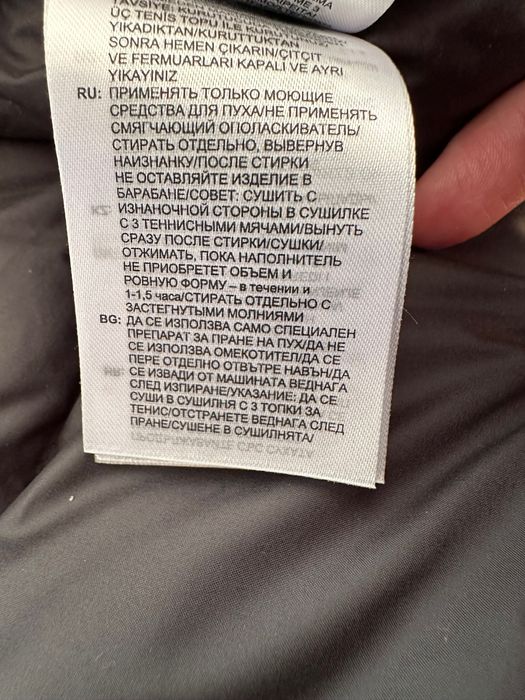 ÜÇ TENİS TOPU İLE
YIKADIKTAN/KURUTTUKTAN
SONRA HEMEN ÇIKARIN/ÇITÇIT
VE FERMUARLARI KAPALI VE AYRI
YIKAYINIZ
RU: ПРИМЕНЯТЬ ТОЛЬКО МОЮЩИЕ
СРЕДСТВА ДЛЯ ПУХА/НЕ ПРИМЕНЯТЬ
СМЯГЧАЮЩИЙ ОПОЛАСКИВАТЕЛЬ/
СТИРАТЬ ОТДЕЛЬНО, ВЫВЕРНУВ
НАИЗНАНКУ/ПОСЛЕ СТИРКИ
НЕ ОСТАВЛЯЙТЕ ИЗДЕЛИЕ В
БАРАБАНЕ/СОВЕТ: СУШИТЬ С
ИЗНАНОЧНОЙ СТОРОНЫ В СУШИЛКЕ
С 3 ТЕННИСНЫМИ МЯЧАМИ/ВЫНУТЬ
СРАЗУ ПОСЛЕ СТИРКИ/СУШКИ/
ОТЖИМАТЬ, ПОКА НАПОЛНИТЕЛЬ
НЕ ПРИОБРЕТЕТ ОБЪЕМ И
РОВНУЮ ФОРМУ – в течении и
1-1,5 часа/СТИРАТЬ ОТДЕЛЬНО С
ЗАСТЕГНУТЫМИ МОЛНИЯМИ
BG: ДА СЕ ИЗПОЛЗВА САМО СПЕЦИАЛЕН
ПРЕПАРАТ ЗА ПРАНЕ НА ПУХ/ДА НЕ
СЕ ИЗПОЛЗВА ОМЕКОТИТЕЛ/ДА СЕ
ПЕРЕ ОТДЕЛНО ОТВЪТРЕ НАВЪН/ДА
СЕ ИЗВАДИ ОТ МАШИНАТА ВЕДНАГА
СЛЕД ИЗПИРАНЕ/УКАЗАНИЕ: ДА СЕ
СУШИ В СУШИЛНЯ С 3 ТОПКИ ЗА
ТЕНИС/ОТСТРАНЕТЕ ВЕДНАГА СЛЕД
ПРАНЕ/СУШЕНЕ В СУШИЛНЯТА/